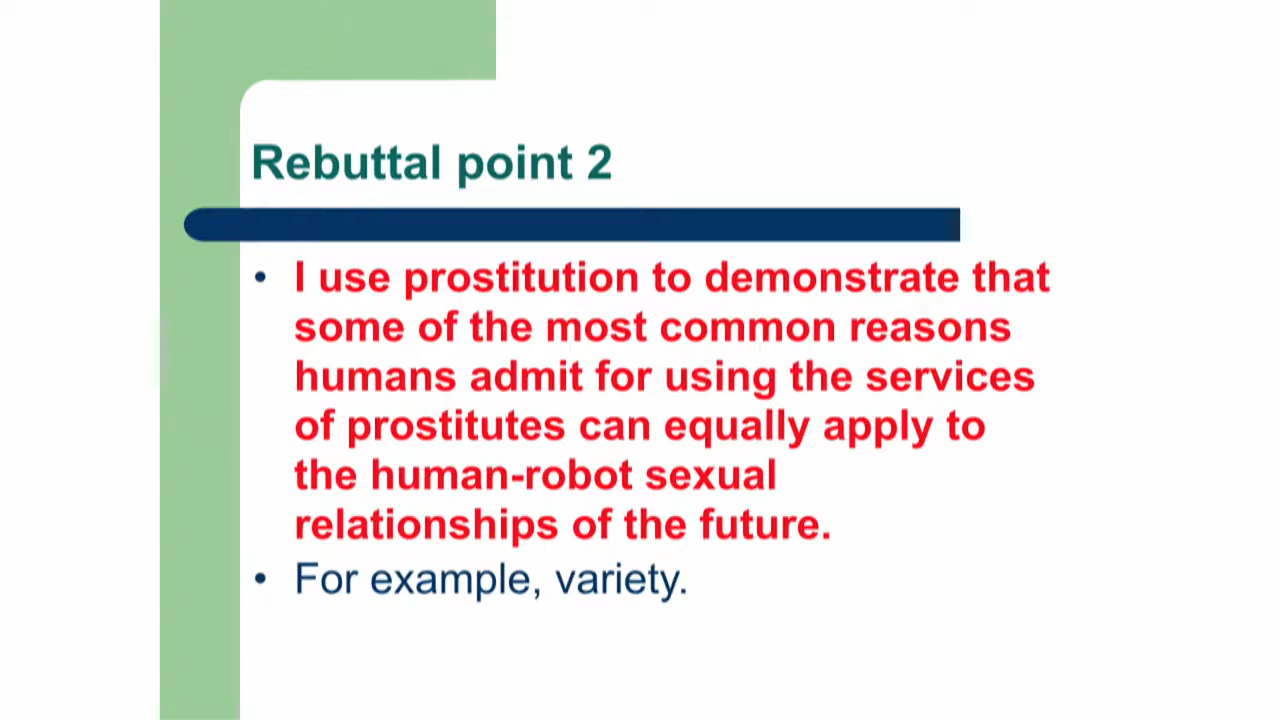 Rebuttal point 2
• I use prostitution to demonstrate that
some of the most common reasons
humans admit for using the services
of prostitutes can equally apply to
the human-robot sexual
relationships of the future.
• For example, variety.